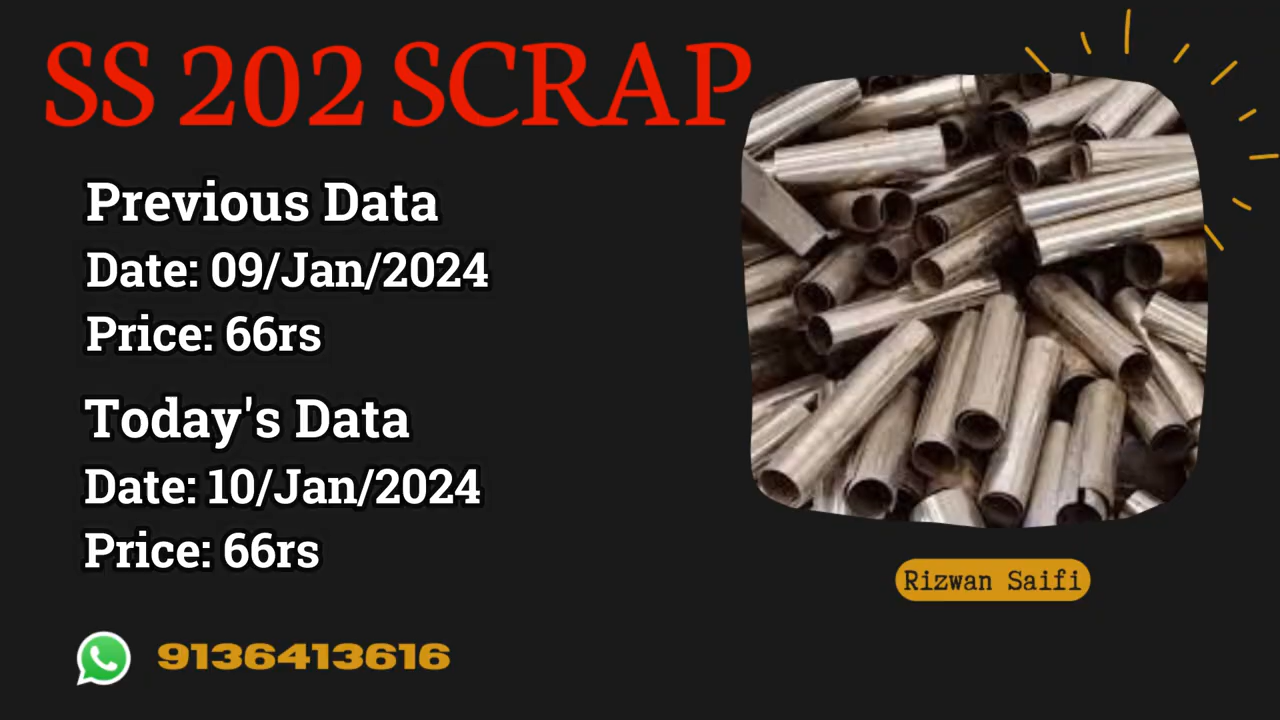 SS 202 SCRAP
Previous Data
Date: 09/Jan/2024
Price: 66rs
Today's Data
Date: 10/Jan/2024
Price: 66rs
Rizwan Saifi
9136413616